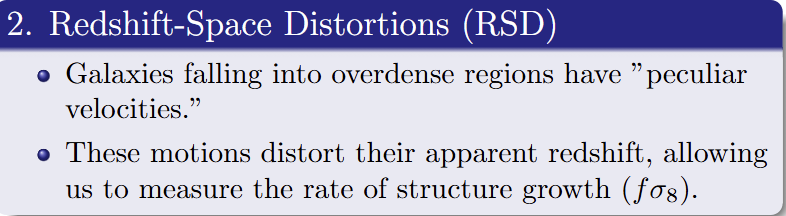 2. Redshift-Space Distortions (RSD)
Galaxies falling into overdense regions have ”peculiar
velocities.”
These motions distort their apparent redshift, allowing
us to measure the rate of structure growth (fσ₈).